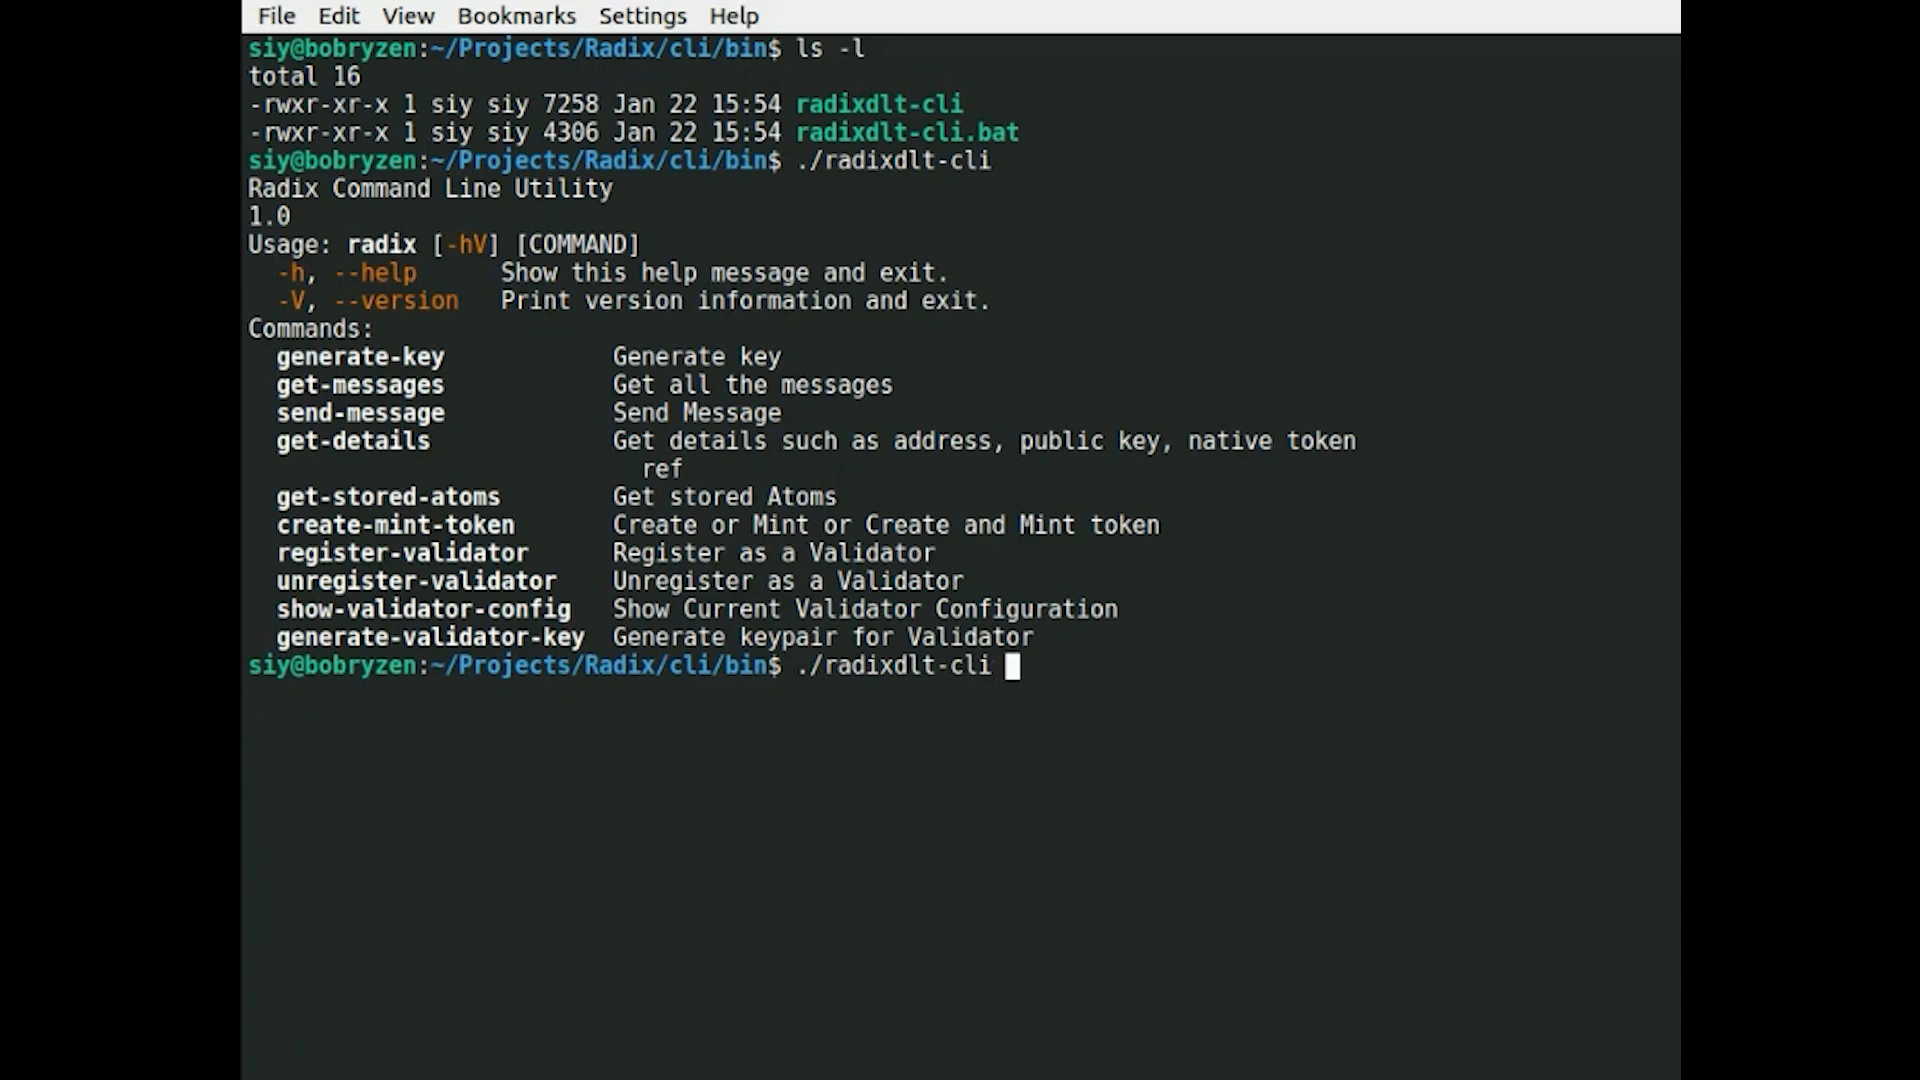 File Edit View Bookmarks Settings Help
siy@bobryzen:~/Projects/Radix/cli/bin$ ls -l
total 16
-rwxr-xr-x 1 siy siy 7258 Jan 22 15:54 radixdlt-cli
-rwxr-xr-x 1 siy siy 4306 Jan 22 15:54 radixdlt-cli.bat
siy@bobryzen:~/Projects/Radix/cli/bin$ ./radixdlt-cli
Radix Command Line Utility
1.0
Usage: radix [-hV] [COMMAND]
  -h, --help      Show this help message and exit.
  -V, --version   Print version information and exit.
Commands:
  generate-key            Generate key
  get-messages            Get all the messages
  send-message            Send Message
  get-details             Get details such as address, public key, native token
                            ref
  get-stored-atoms        Get stored Atoms
  create-mint-token       Create or Mint or Create and Mint token
  register-validator      Register as a Validator
  unregister-validator    Unregister as a Validator
  show-validator-config   Show Current Validator Configuration
  generate-validator-key  Generate keypair for Validator
siy@bobryzen:~/Projects/Radix/cli/bin$ ./radixdlt-cli